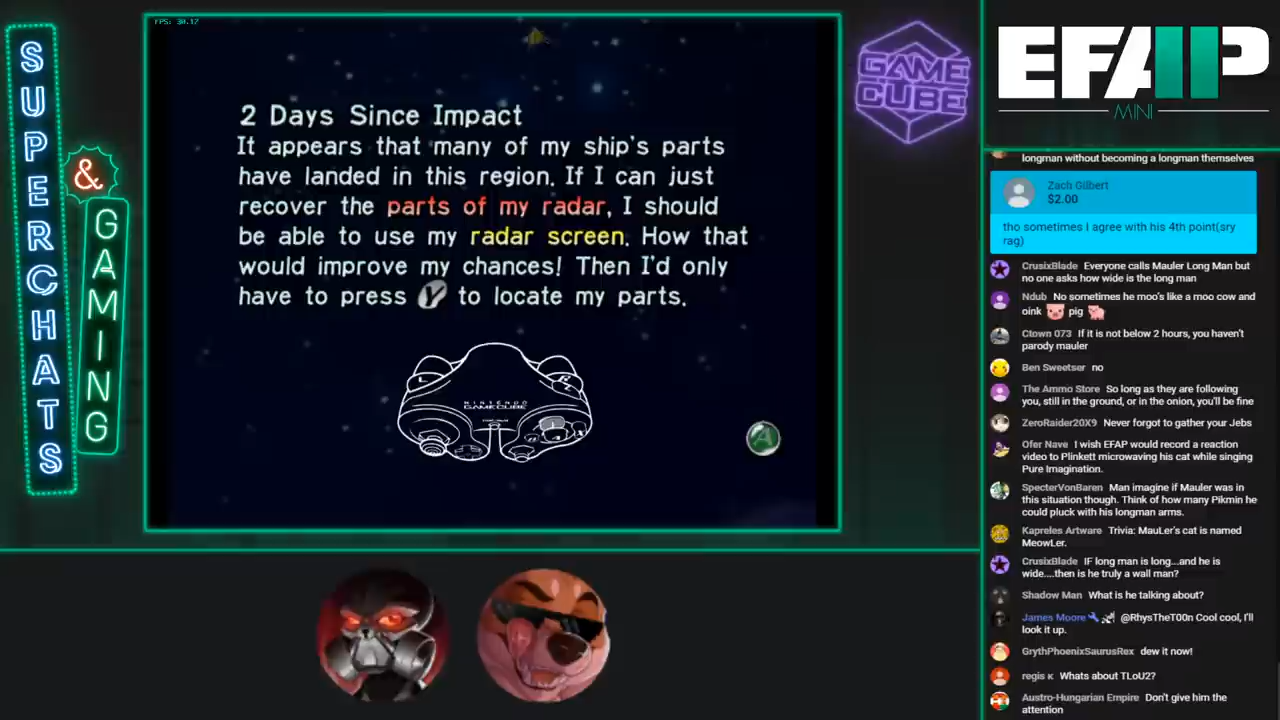 FPS: 30.17
SUPERCHATS
&
GAMING
2 Days Since Impact
It appears that many of my ship's parts
have landed in this region. If I can just
recover the parts of my radar, I should
be able to use my radar screen. How that
would improve my chances! Then I'd only
have to press Y to locate my parts.
L
R
Z
NINTENDO
GAMECUBE
A
GAME
CUBE
EFAP
MINI
longman without becoming a longman themselves
Zach Gilbert
$2.00
tho sometimes i agree with his 4th point(sry
rag)
CrusixBlade Everyone calls Mauler Long Man but
no one asks how wide is the long man
Ndub No sometimes he moo's like a moo cow and
oink 🐷 pig 🐖
Ctown 073 If it is not below 2 hours, you haven't
parody mauler
Ben Sweetser no
The Ammo Store So long as they are following
you, still in the ground, or in the onion, you'll be fine
ZeroRaider20X9 Never forgot to gather your Jebs
Ofer Nave I wish EFAP would record a reaction
video to Plinkett microwaving his cat while singing
Pure Imagination.
SpecterVonBaren Man imagine if Mauler was in
this situation though. Think of how many Pikmin he
could pluck with his longman arms.
Kapreles Artware Trivia: MauLer's cat is named
MeowLer.
CrusixBlade IF long man is long...and he is
wide....then is he truly a wall man?
Shadow Man What is he talking about?
James Moore @RhysTheT00n Cool cool, I'll
look it up.
GrythPhoenixSaurusRex dew it now!
regis κ Whats about TLoU2?
Austro-Hungarian Empire Don't give him the
attention